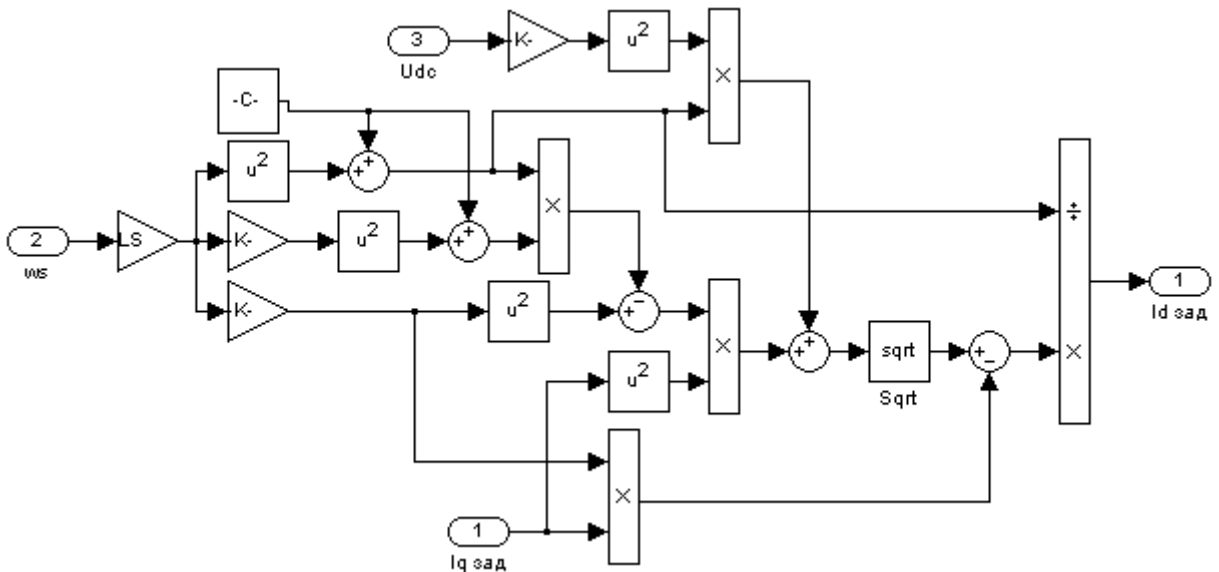 3
K-
u2
Udc
×
-C-
+
+
u2
+
+
×
÷
2
LS
K-
u2
+
+
ws
1
K-
u2
+
−
Id зад
×
+
+
sqrt
+
−
×
u2
Sqrt
×
1
Iq зад